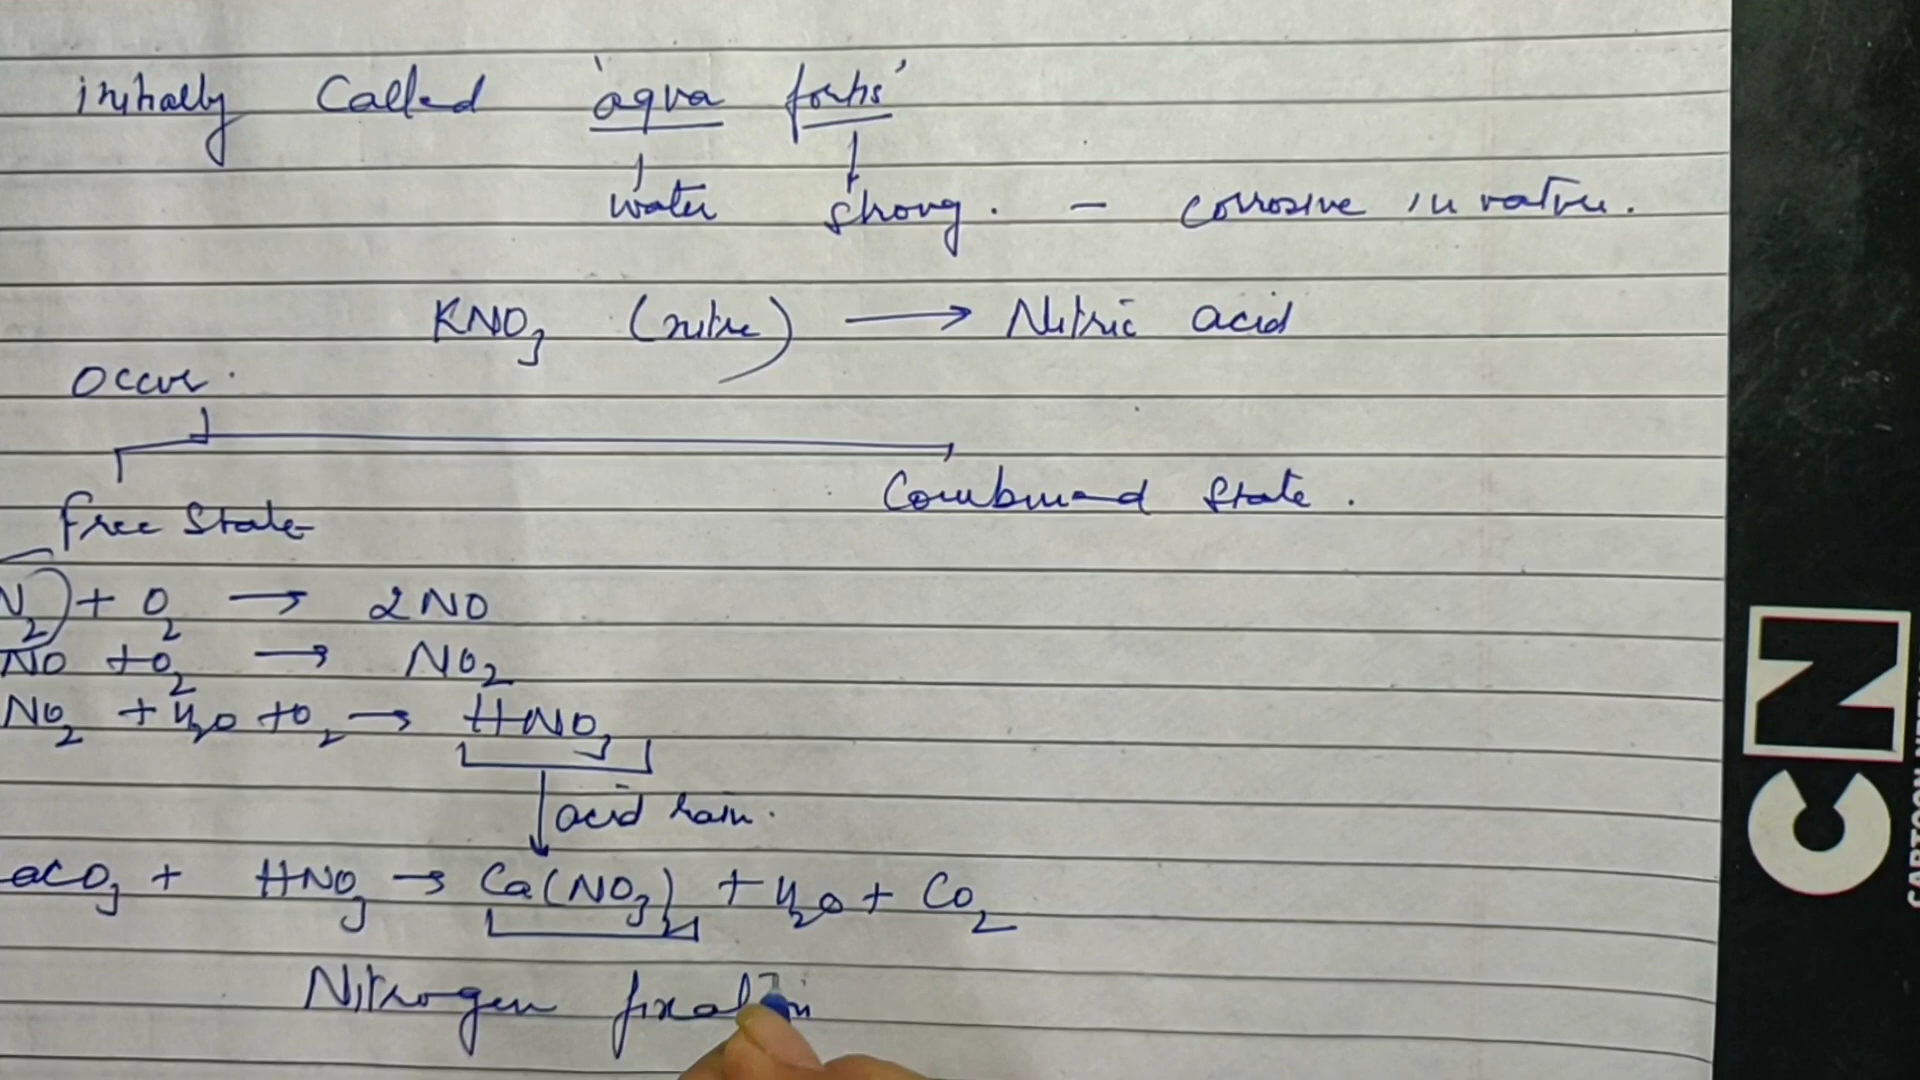 initially called 'aqua fortis'
water strong. - corrosive in nature.
KNO3 (nitre) → Nitric acid
Occur.
Free State
Combined State.
N2 + O2 → 2NO
NO + O2 → NO2
NO2 + H2O + O2 → HNO3
acid rain.
aCO3 + HNO3 → Ca(NO3)2 + H2O + CO2
Nitrogen fixation
CN